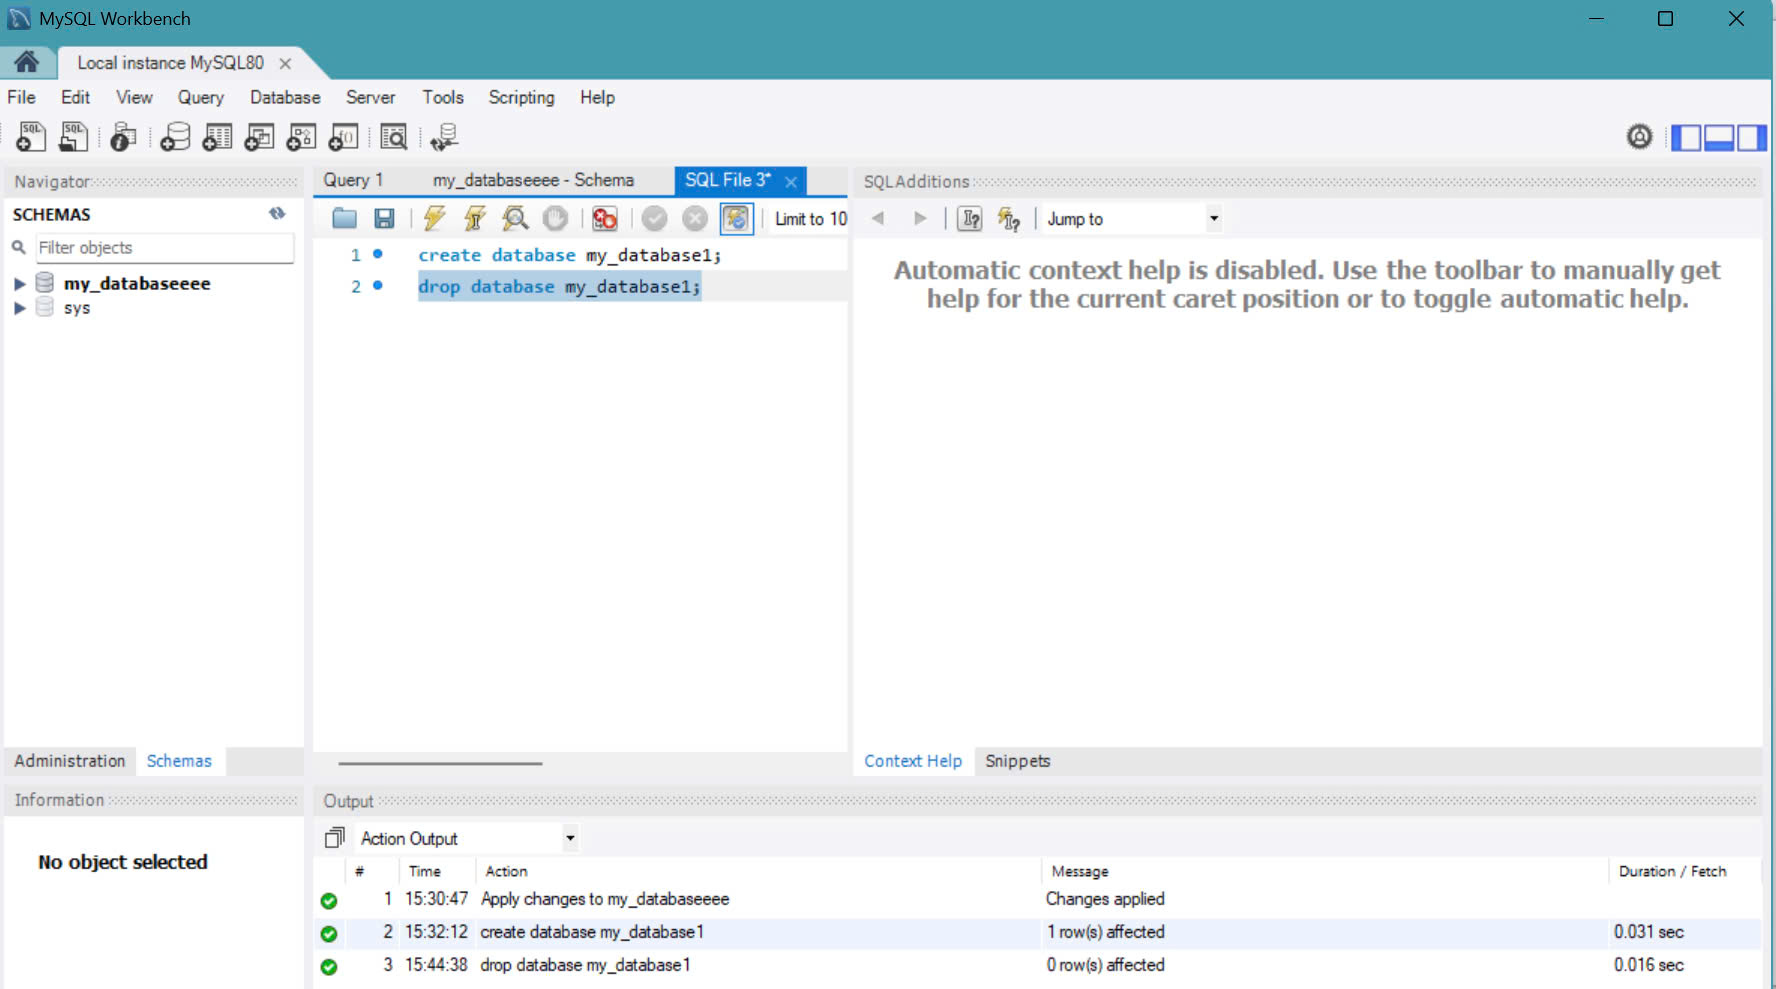 MySQL Workbench
Local instance MySQL80
File Edit View Query Database Server Tools Scripting Help
Navigator
SCHEMAS
Filter objects
my_databaseeee
sys
Administration Schemas
Information
No object selected
Query 1 my_databaseeee - Schema SQL File 3*
Limit to 10
1 create database my_database1;
2 drop database my_database1;
SQLAdditions
Jump to
Automatic context help is disabled. Use the toolbar to manually get
help for the current caret position or to toggle automatic help.
Context Help Snippets
Output
Action Output
# Time Action Message Duration / Fetch
1 15:30:47 Apply changes to my_databaseeee Changes applied
2 15:32:12 create database my_database1 1 row(s) affected 0.031 sec
3 15:44:38 drop database my_database1 0 row(s) affected 0.016 sec